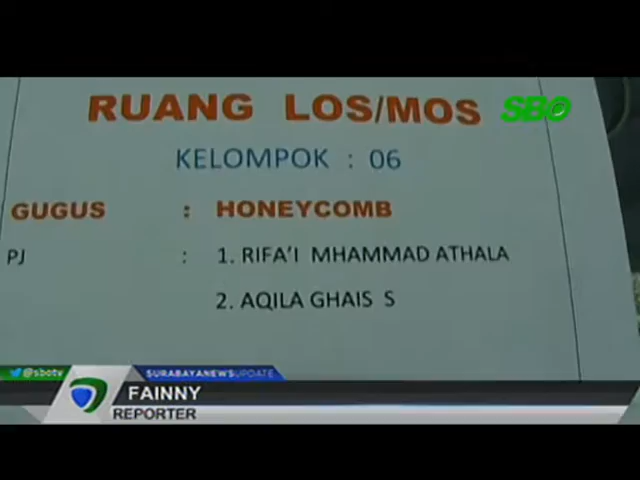 RUANG LOS/MOS
SBO
KELOMPOK : 06
GUGUS : HONEYCOMB
PJ : 1. RIFA'I MHAMMAD ATHALA
2. AQILA GHAIS S
@sbotv SURABAYANEWSUPDATE
FAINNY
REPORTER